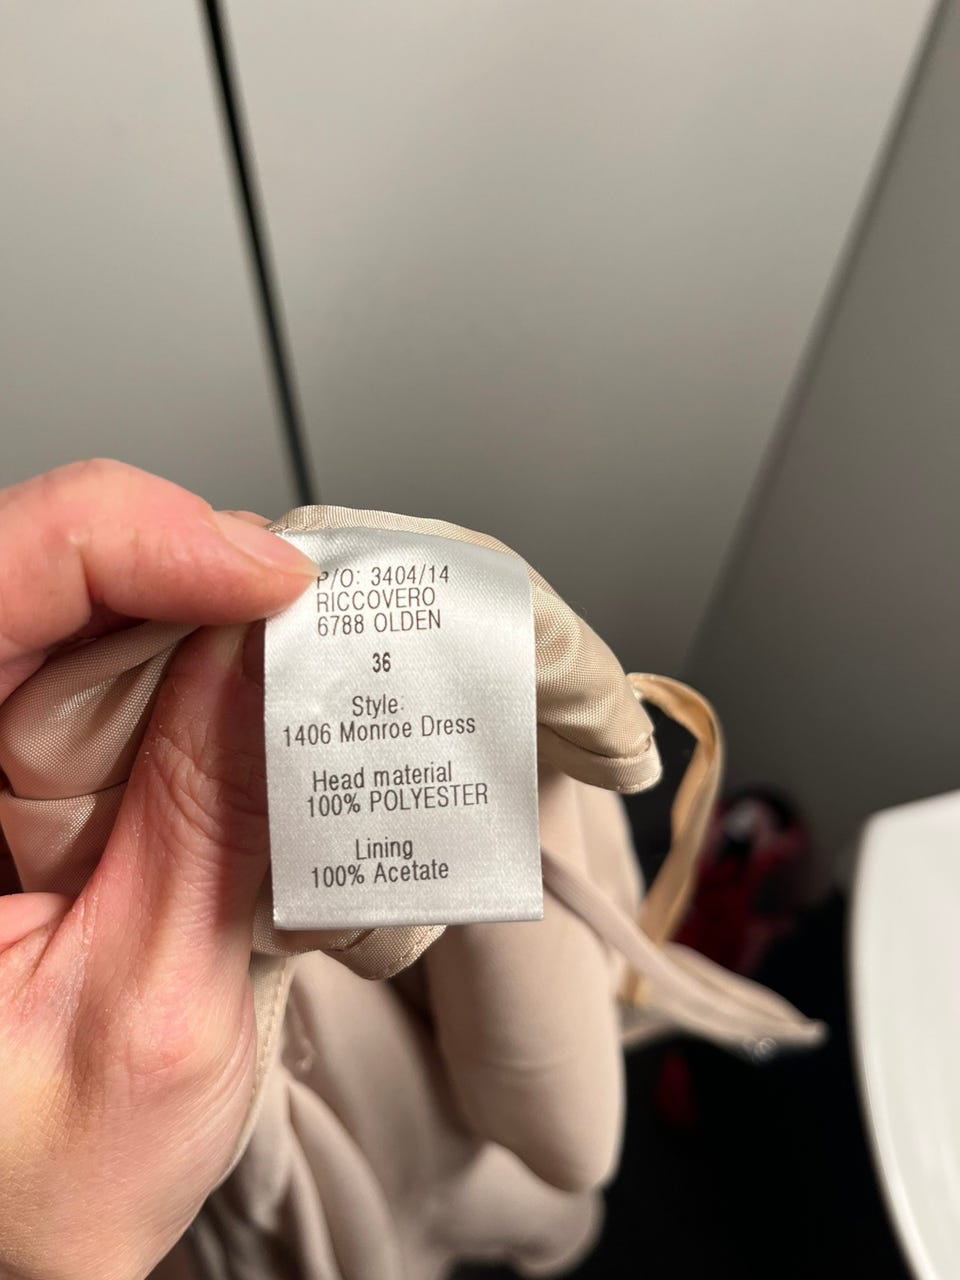 P/O: 3404/14
RICCOVERO
6788 OLDEN
36
Style:
1406 Monroe Dress
Head material
100% POLYESTER
Lining
100% Acetate